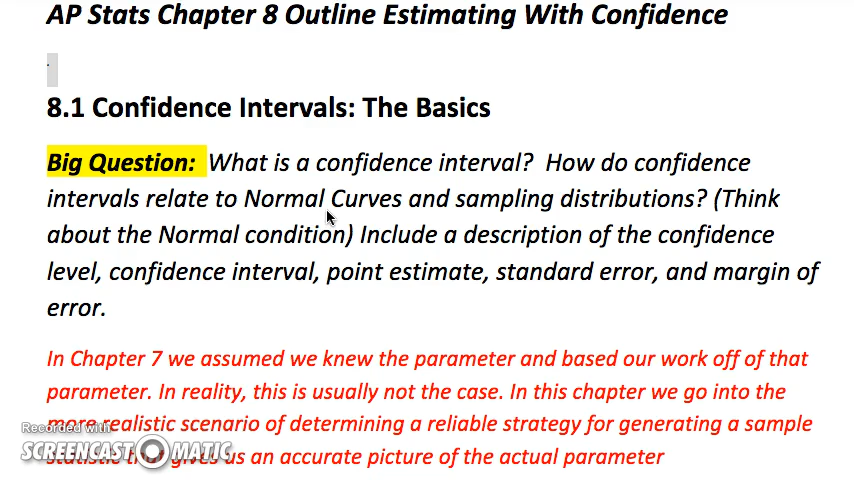 AP Stats Chapter 8 Outline Estimating With Confidence
8.1 Confidence Intervals: The Basics
Big Question: What is a confidence interval? How do confidence
intervals relate to Normal Curves and sampling distributions? (Think
about the Normal condition) Include a description of the confidence
level, confidence interval, point estimate, standard error, and margin of
error.
In Chapter 7 we assumed we knew the parameter and based our work off of that
parameter. In reality, this is usually not the case. In this chapter we go into the
more realistic scenario of determining a reliable strategy for generating a sample
Recorded with
SCREENCAST MATIC
statistic that gives us an accurate picture of the actual parameter